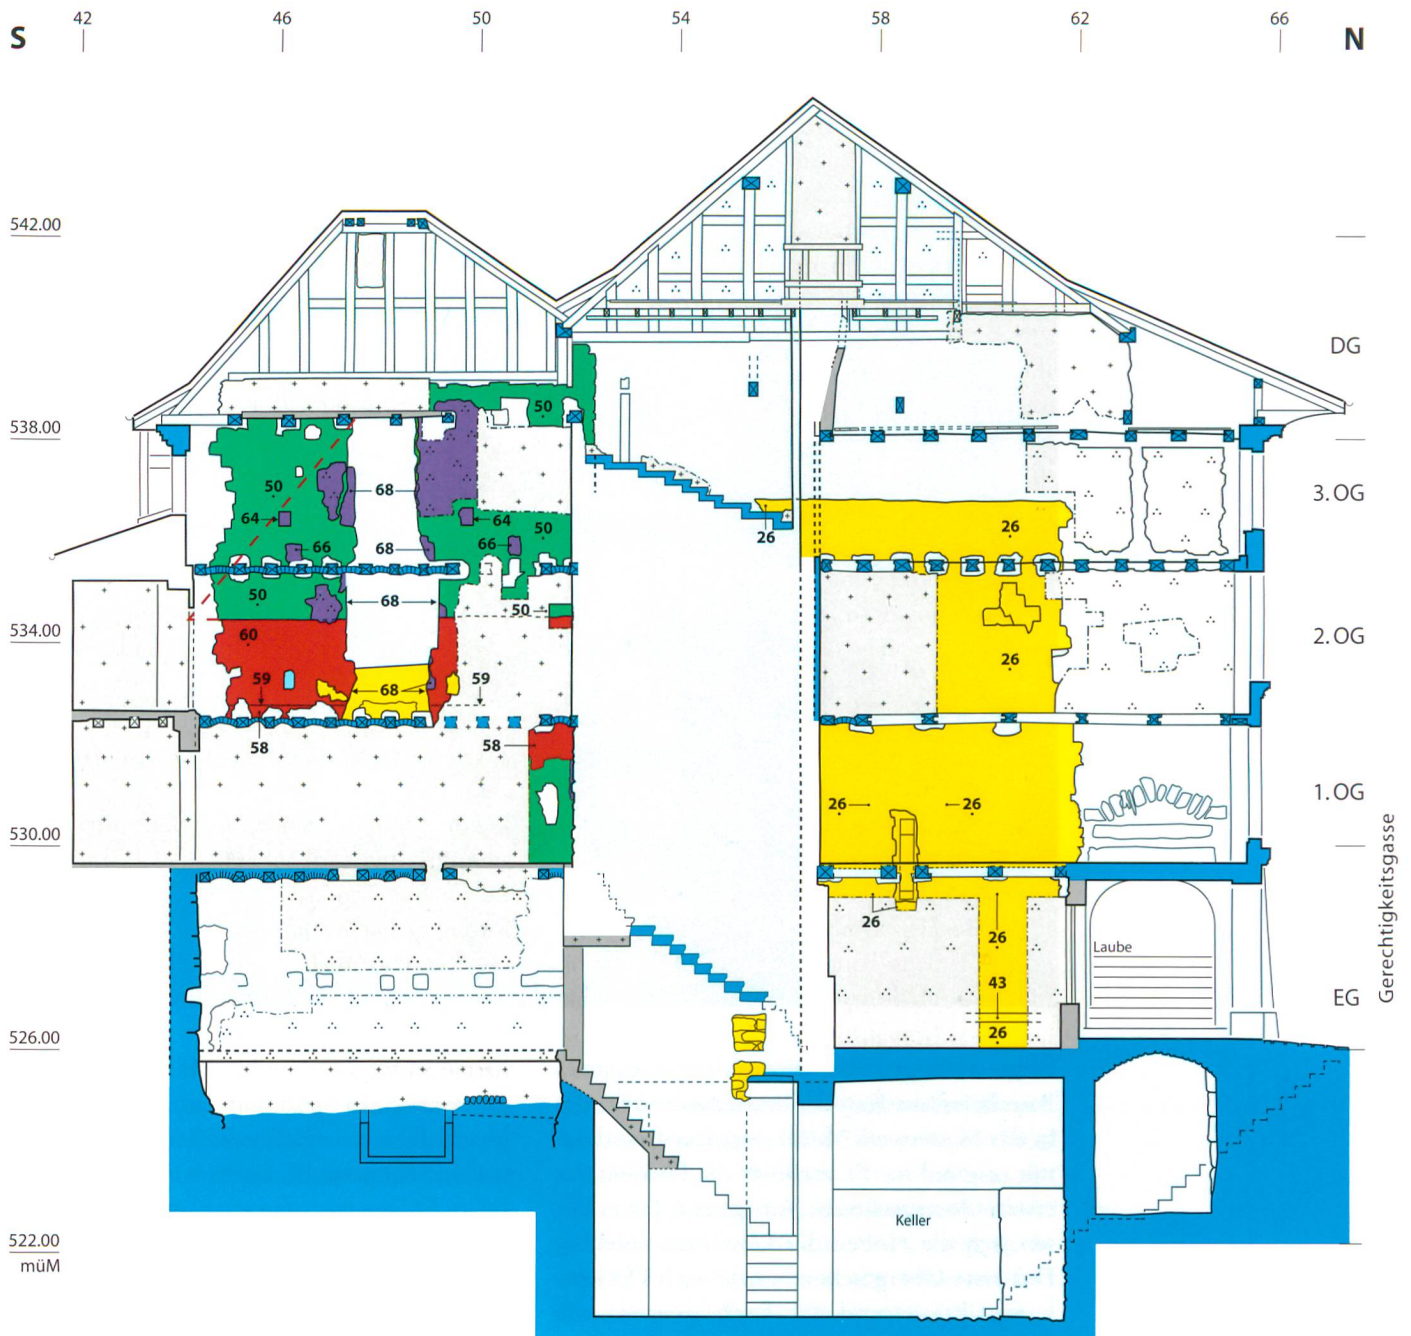 42 46 50 54 58 62 66
S N
542.00
DG
50
538.00
50 68 3.OG
64 64 50 26 26
66 68 66
50 68 50
534.00 60 2.OG
59 68 59 26
58 58
26 26 1.OG
530.00
Gerechtigkeitsgasse
26 26
Laube
43 EG
26
526.00
Keller
522.00
müM